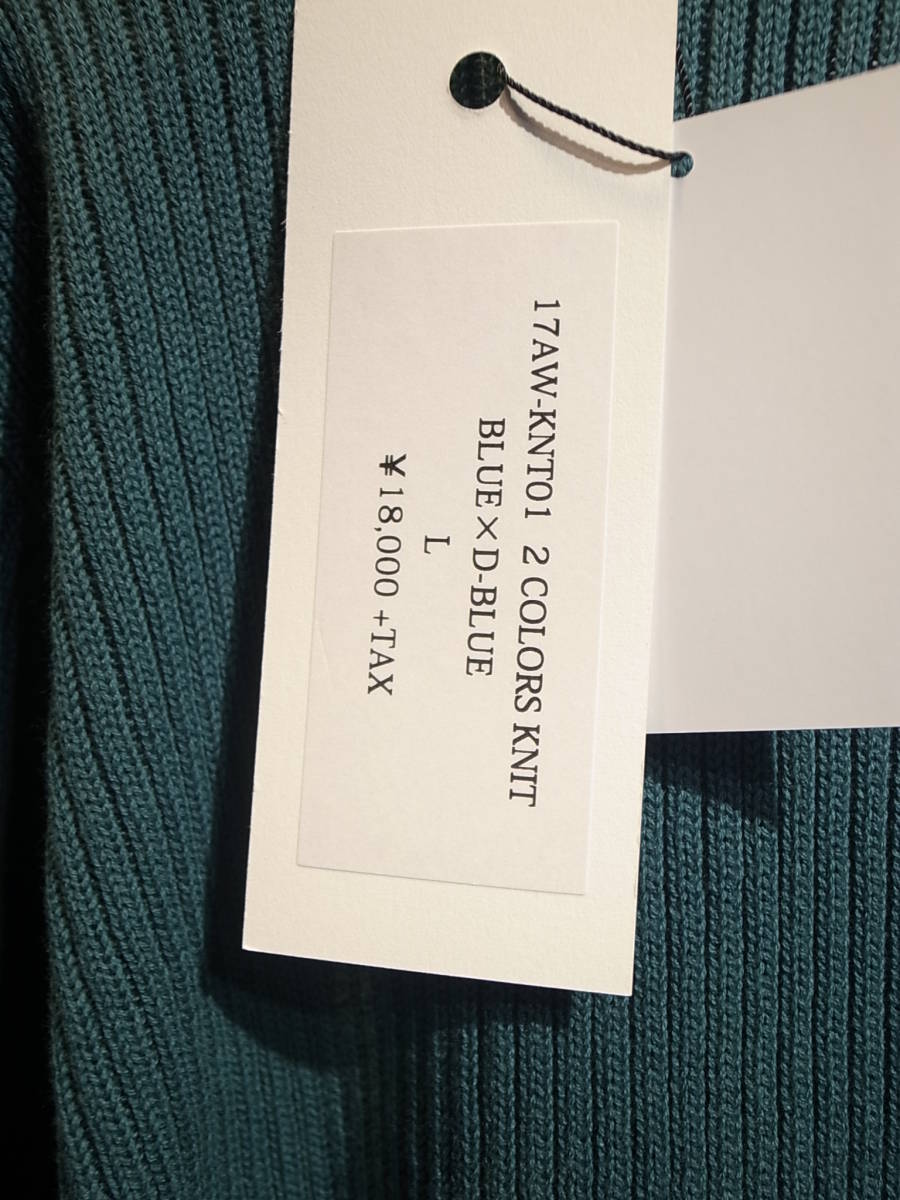 17AW-KNT01 2 COLORS KNIT
BLUE×D-BLUE
L
¥18,000 +TAX